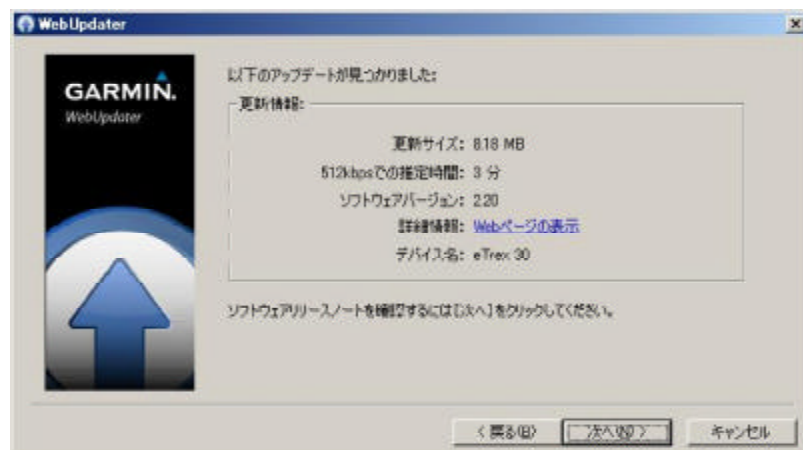 WebUpdater
GARMIN.
WebUpdater
以下のアップデートが見つかりました:
更新情報:
更新サイズ: 8.18 MB
512kbpsでの推定時間: 3 分
ソフトウェアバージョン: 2.20
詳細情報: Webページの表示
デバイス名: eTrex 30
ソフトウェアリリースノートを確認するには[次へ]をクリックしてください。
< 戻る(B)
次へ(N) >
キャンセル